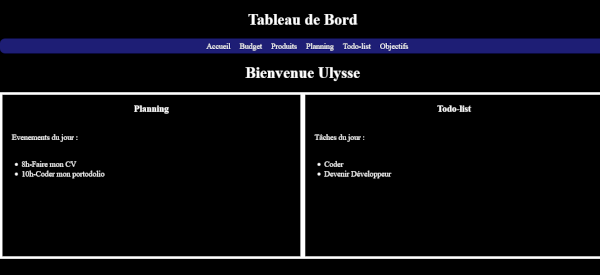 Tableau de Bord
Accueil Budget Produits Planning Todo-list Objectifs
Bienvenue Ulysse
Planning
Evenements du jour :
8h-Faire mon CV
10h-Coder mon portodolio
Todo-list
Tâches du jour :
Coder
Devenir Développeur